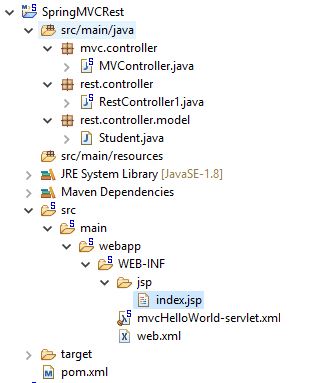 SpringMVCRest
src/main/java
mvc.controller
MVController.java
rest.controller
RestController1.java
rest.controller.model
Student.java
src/main/resources
JRE System Library [JavaSE-1.8]
Maven Dependencies
src
main
webapp
WEB-INF
jsp
index.jsp
mvcHelloWorld-servlet.xml
web.xml
target
pom.xml